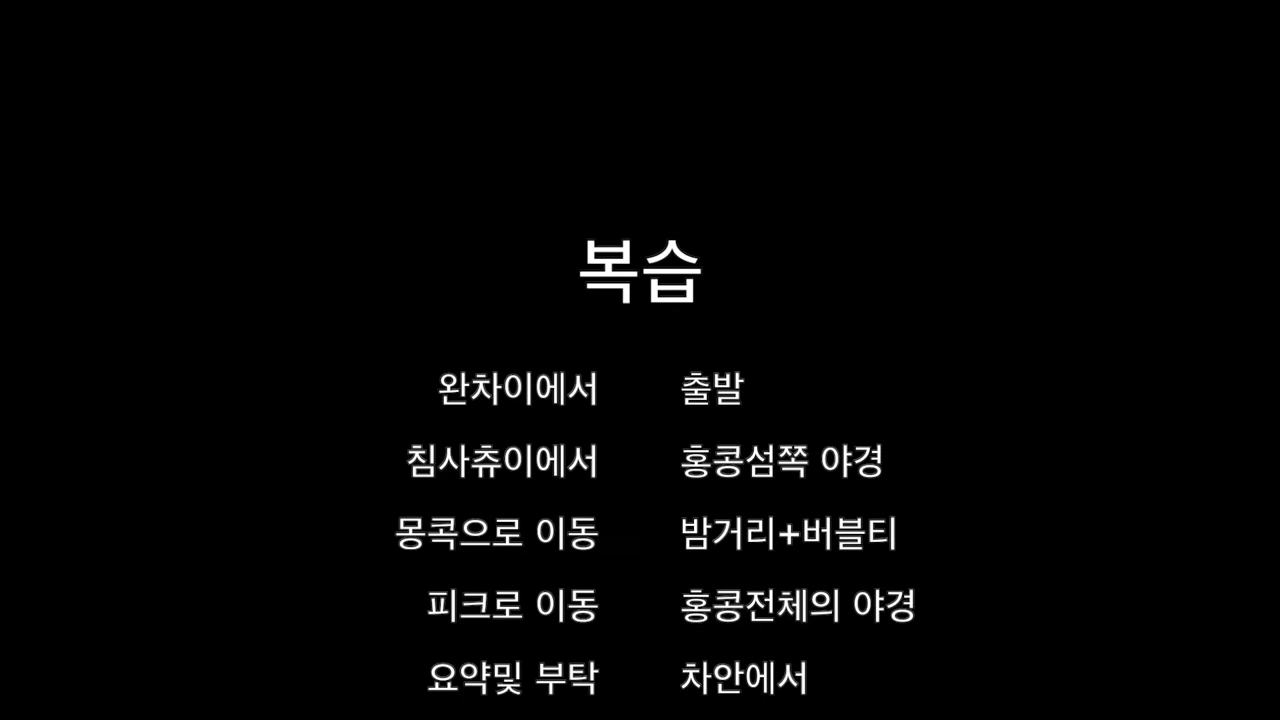 복습
완차이에서 출발
침사츄이에서 홍콩섬쪽 야경
몽콕으로 이동 밤거리+버블티
피크로 이동 홍콩전체의 야경
요약및 부탁 차안에서